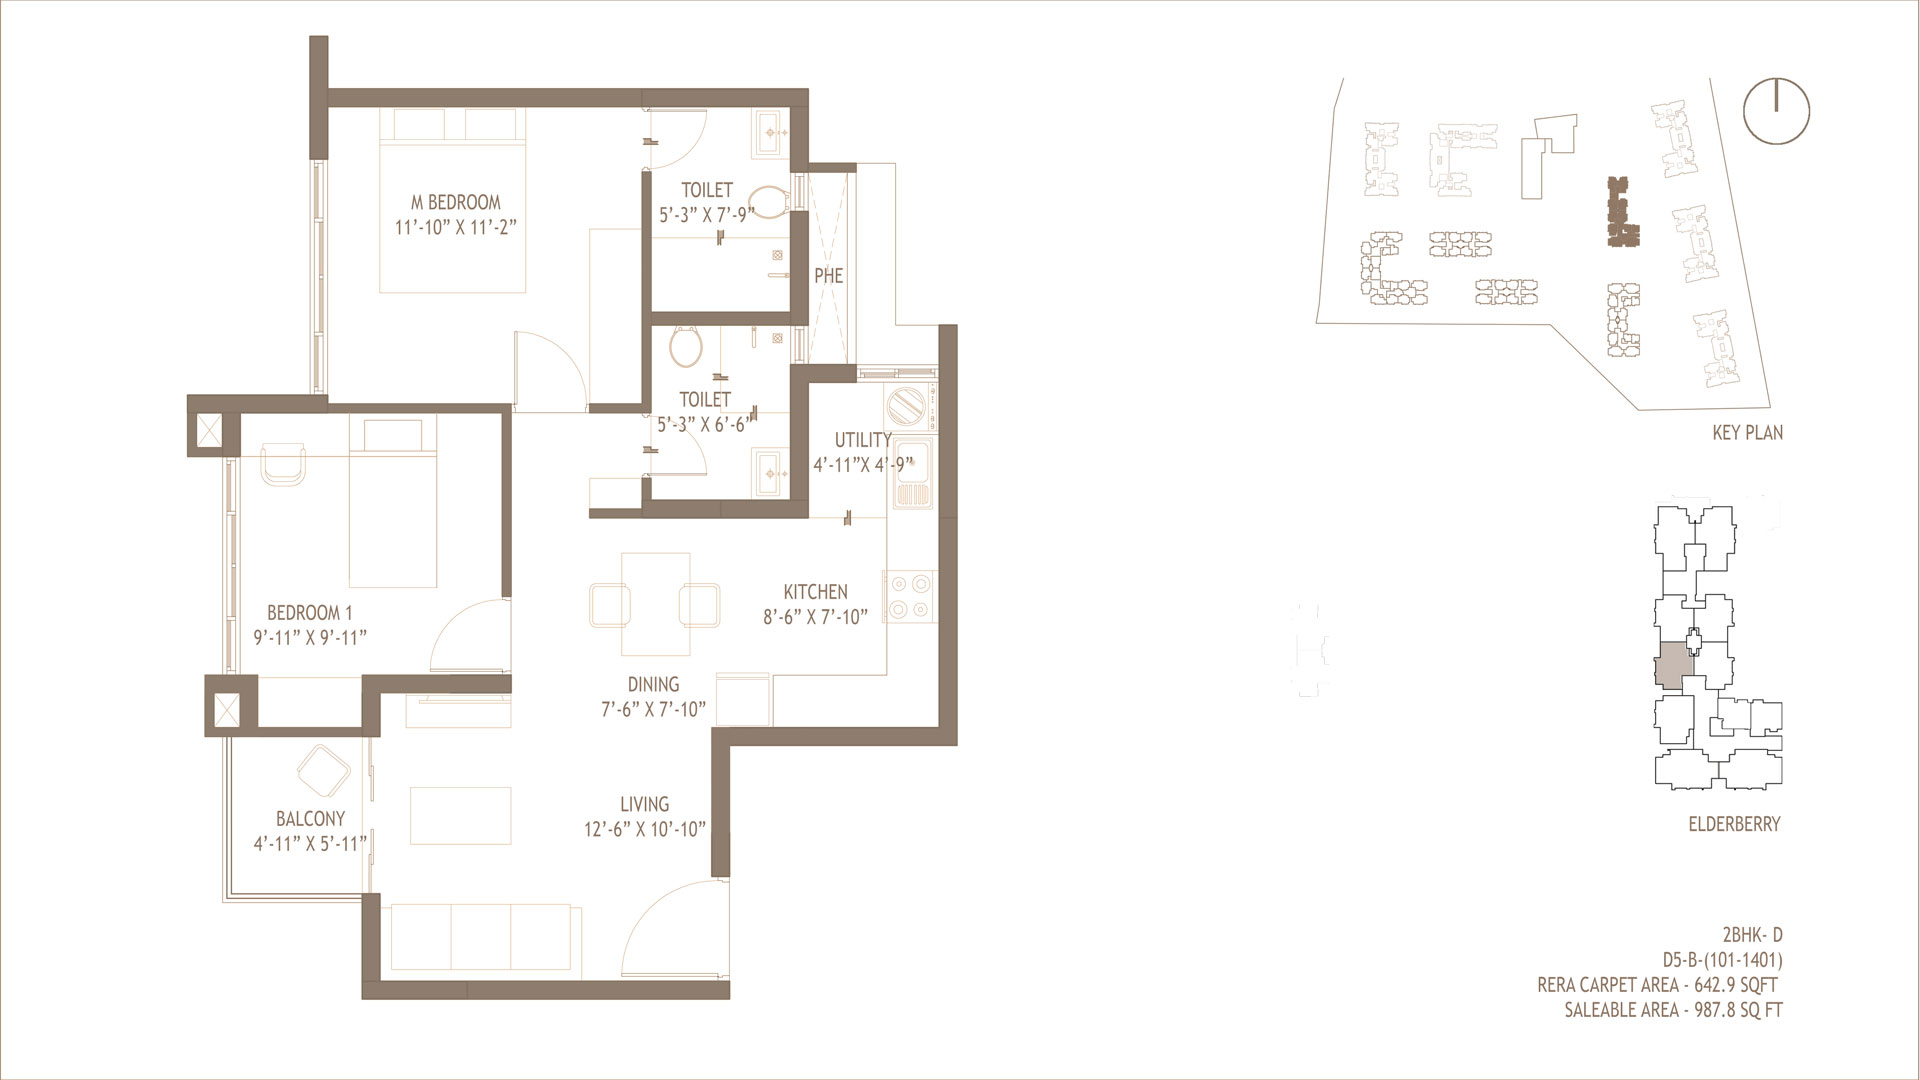 M BEDROOM
11’-10” X 11’-2”
TOILET
5’-3” X 7’-9”
PHE
TOILET
5’-3” X 6’-6”
UTILITY
4’-11”X 4’-9”
KEY PLAN
BEDROOM 1
9’-11” X 9’-11”
KITCHEN
8’-6” X 7’-10”
DINING
7’-6” X 7’-10”
LIVING
12’-6” X 10’-10”
BALCONY
4’-11” X 5’-11”
ELDERBERRY
2BHK- D
D5-B-(101-1401)
RERA CARPET AREA - 642.9 SQFT
SALEABLE AREA - 987.8 SQ FT